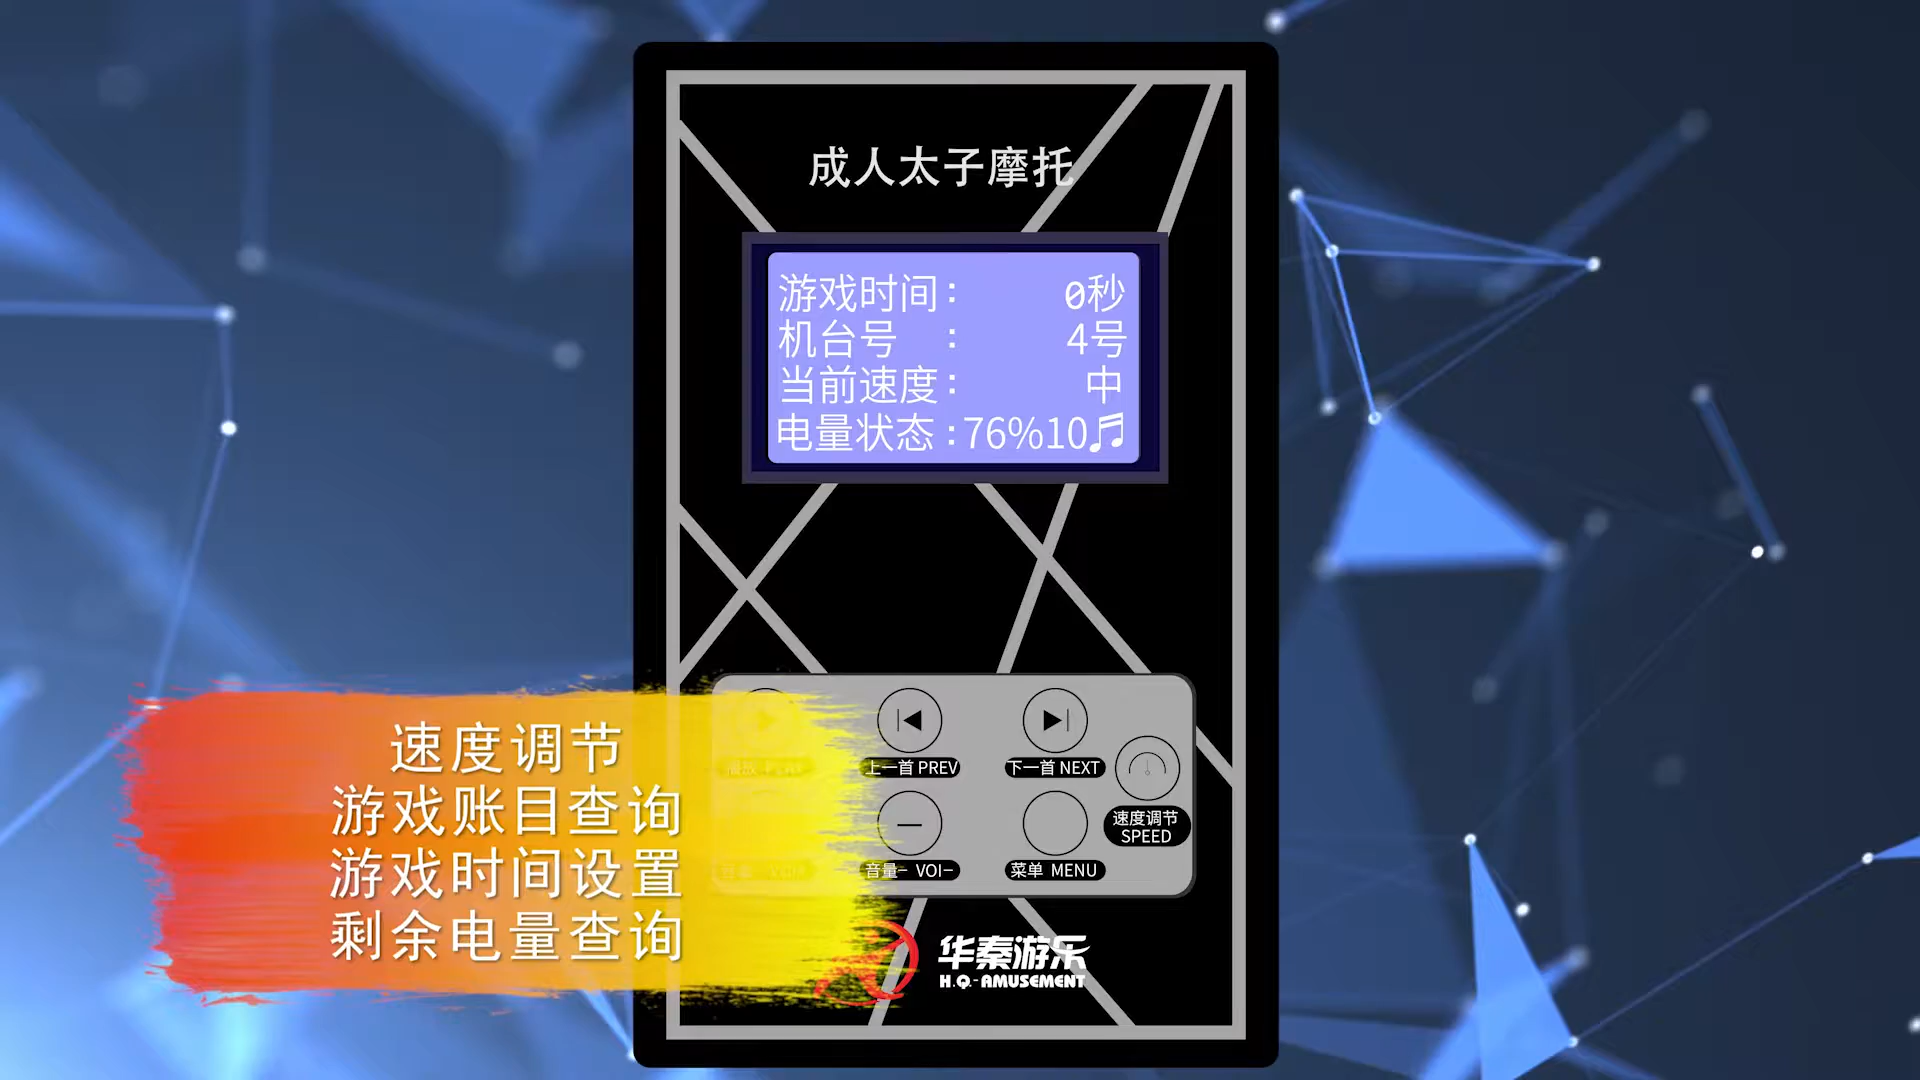 成人太子摩托
游戏时间: 0秒
机台号 : 4号
当前速度: 中
电量状态:76%10
上一首 PREV
下一首 NEXT
速度调节
SPEED
音量- VOI-
菜单 MENU
速度调节
游戏账目查询
游戏时间设置
剩余电量查询
华秦游乐
H.Q.-AMUSEMENT